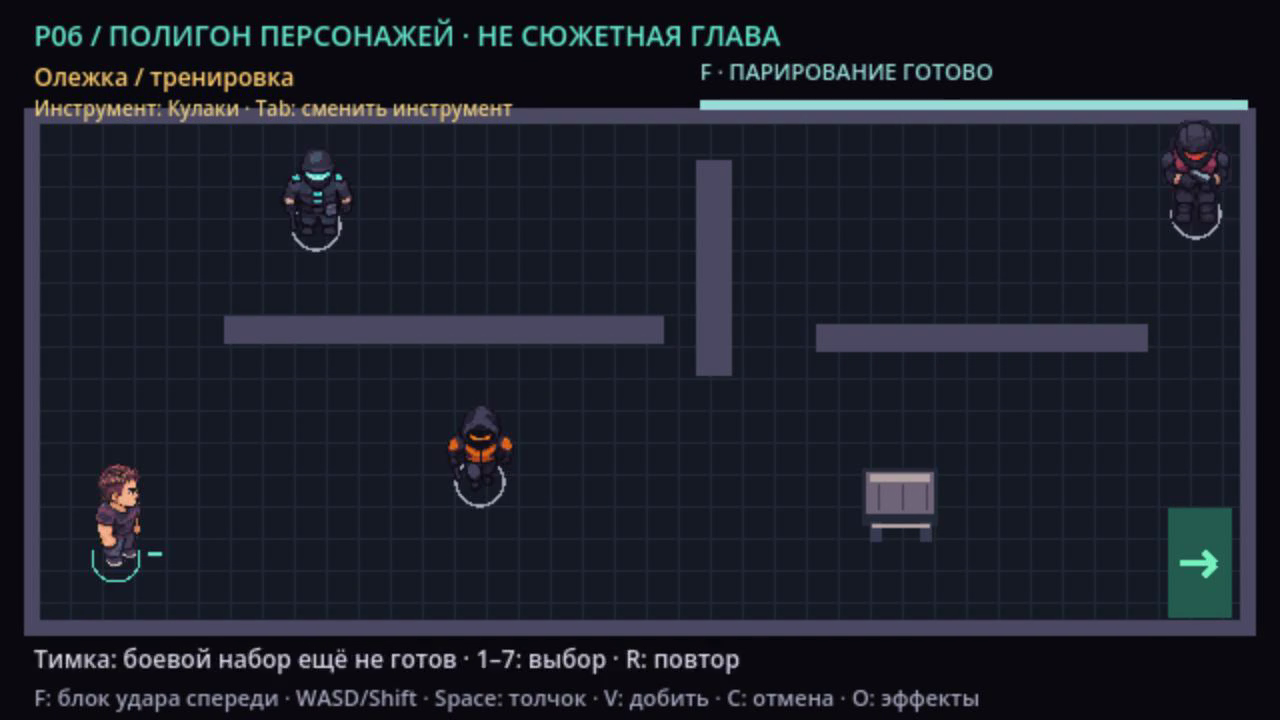 P06 / ПОЛИГОН ПЕРСОНАЖЕЙ · НЕ СЮЖЕТНАЯ ГЛАВА
Олежка / тренировка
F · ПАРИРОВАНИЕ ГОТОВО
Инструмент: Кулаки · Tab: сменить инструмент
Тимка: боевой набор ещё не готов · 1–7: выбор · R: повтор
F: блок удара спереди · WASD/Shift · Space: толчок · V: добить · C: отмена · O: эффекты